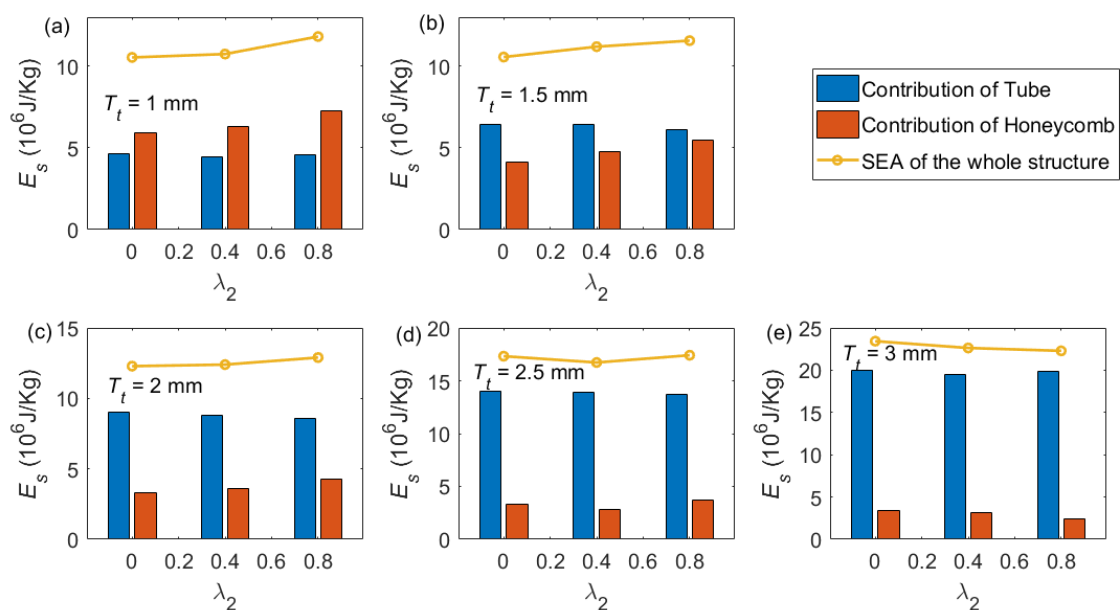 (a)
10
5
0
E_s (10^6J/Kg)
T_t = 1 mm
0 0.2 0.4 0.6 0.8
λ_2
(b)
10
5
0
E_s (10^6J/Kg)
T_t = 1.5 mm
0 0.2 0.4 0.6 0.8
λ_2
Contribution of Tube
Contribution of Honeycomb
SEA of the whole structure
(c)
15
10
5
0
E_s (10^6J/Kg)
T_t = 2 mm
0 0.2 0.4 0.6 0.8
λ_2
(d)
20
15
10
5
0
E_s (10^6J/Kg)
T_t = 2.5 mm
0 0.2 0.4 0.6 0.8
λ_2
(e)
25
20
15
10
5
0
E_s (10^6J/Kg)
T_t = 3 mm
0 0.2 0.4 0.6 0.8
λ_2